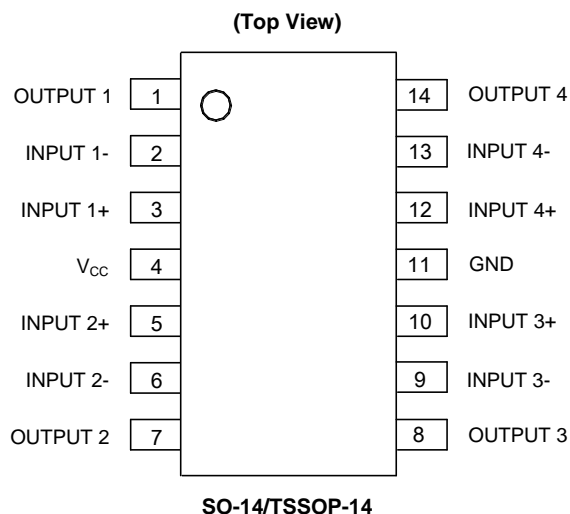 (Top View)
OUTPUT 1 1 14 OUTPUT 4
INPUT 1- 2 13 INPUT 4-
INPUT 1+ 3 12 INPUT 4+
VCC 4 11 GND
INPUT 2+ 5 10 INPUT 3+
INPUT 2- 6 9 INPUT 3-
OUTPUT 2 7 8 OUTPUT 3
SO-14/TSSOP-14